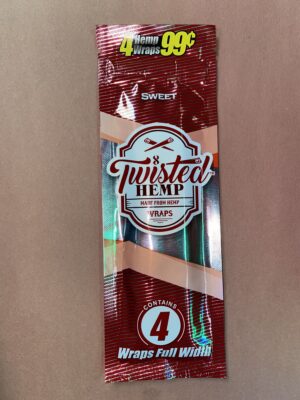 4 Hemp Wraps 99¢
SWEET
Twisted
HEMP
MADE FROM HEMP
WRAPS
CONTAINS
4
Wraps Full Width